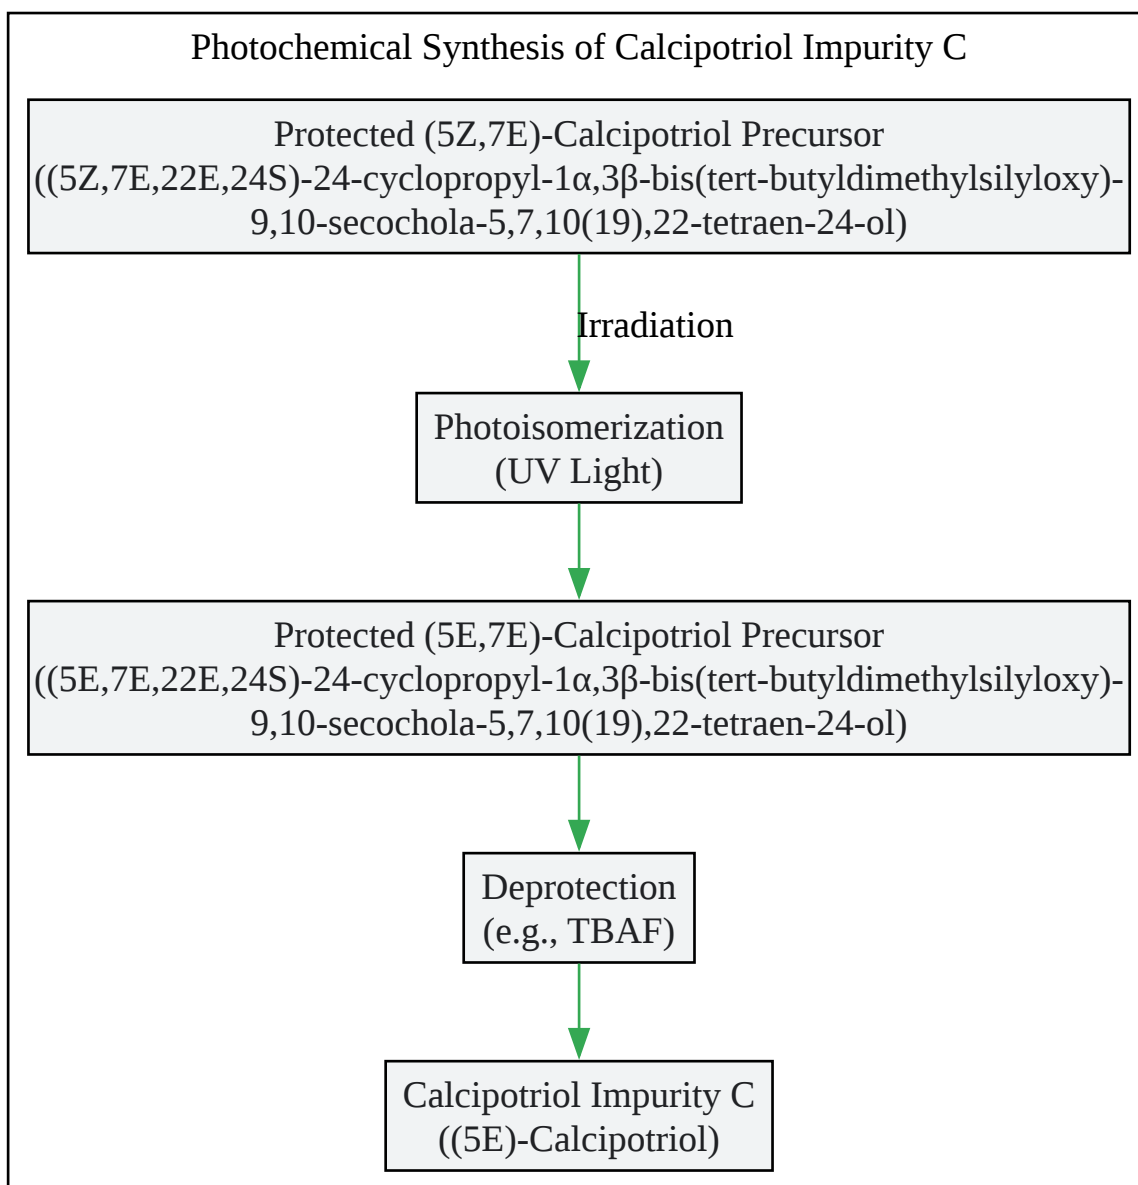 Photochemical Synthesis of Calcipotriol Impurity C
Protected (5Z,7E)-Calcipotriol Precursor
((5Z,7E,22E,24S)-24-cyclopropyl-1α,3β-bis(tert-butyldimethylsilyloxy)-
9,10-secochola-5,7,10(19),22-tetraen-24-ol)
Irradiation
Photoisomerization
(UV Light)
Protected (5E,7E)-Calcipotriol Precursor
((5E,7E,22E,24S)-24-cyclopropyl-1α,3β-bis(tert-butyldimethylsilyloxy)-
9,10-secochola-5,7,10(19),22-tetraen-24-ol)
Deprotection
(e.g., TBAF)
Calcipotriol Impurity C
((5E)-Calcipotriol)